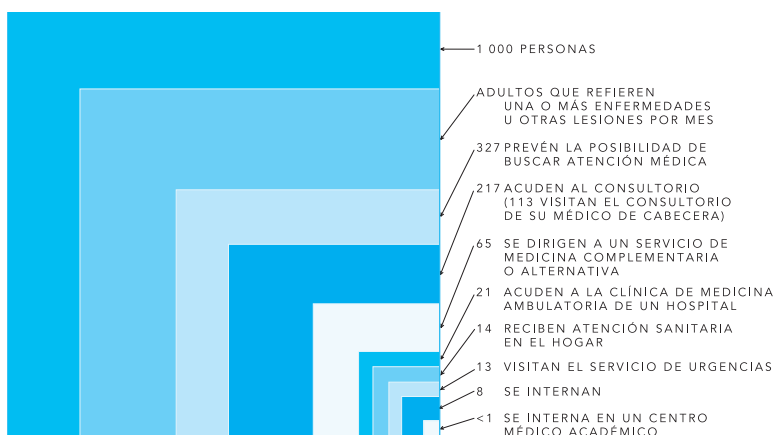 1 000 PERSONAS
ADULTOS QUE REFIEREN
UNA O MÁS ENFERMEDADES
U OTRAS LESIONES POR MES
327 PREVÉN LA POSIBILIDAD DE
BUSCAR ATENCIÓN MÉDICA
217 ACUDEN AL CONSULTORIO
(113 VISITAN EL CONSULTORIO
DE SU MÉDICO DE CABECERA)
65 SE DIRIGEN A UN SERVICIO DE
MEDICINA COMPLEMENTARIA
O ALTERNATIVA
21 ACUDEN A LA CLÍNICA DE MEDICINA
AMBULATORIA DE UN HOSPITAL
14 RECIBEN ATENCIÓN SANITARIA
EN EL HOGAR
13 VISITAN EL SERVICIO DE URGENCIAS
8 SE INTERNAN
<1 SE INTERNA EN UN CENTRO
MÉDICO ACADÉMICO